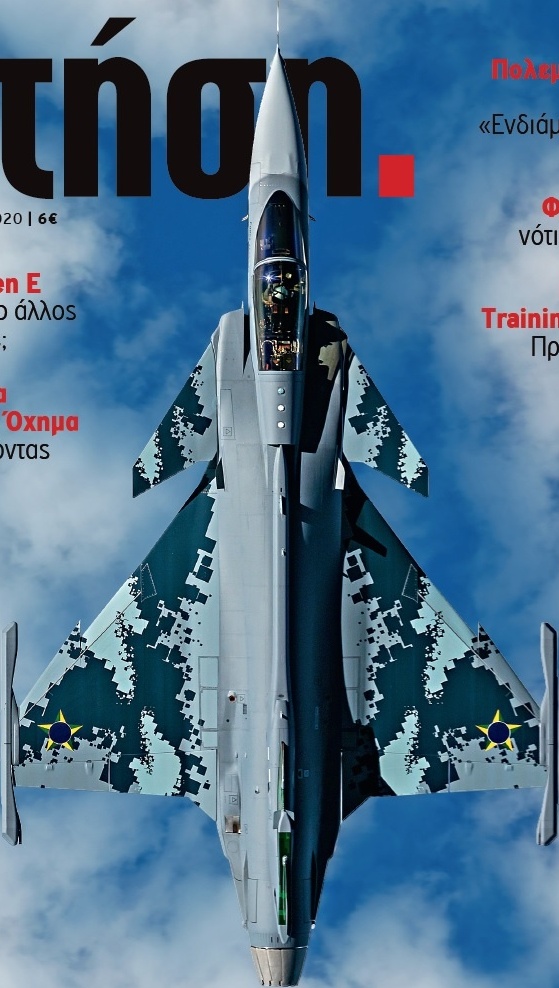 τήση.
020 | 6€
en E
ο άλλος
ς;
α
Όχημα
οντας
Πολεμ
«Ενδιάμ
Φ
νότι
Trainin
Πρ